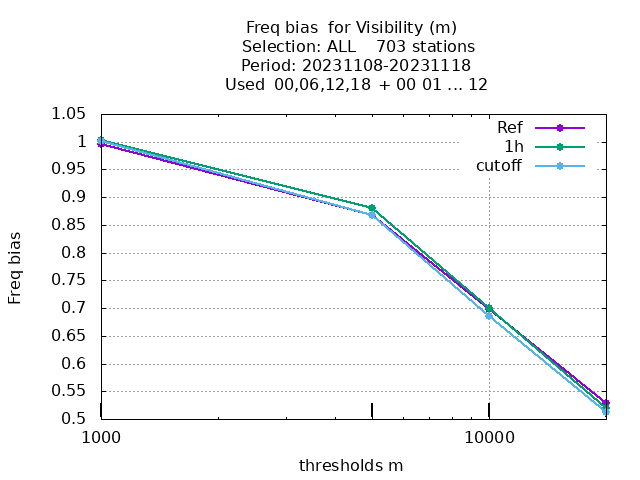 Freq bias  for Visibility (m)
Selection: ALL    703 stations
Period: 20231108-20231118
Used  00,06,12,18 + 00 01 ... 12
Ref
1h
cutoff
1.05
1
0.95
0.9
0.85
0.8
0.75
0.7
0.65
0.6
0.55
0.5
Freq bias
1000
10000
thresholds m